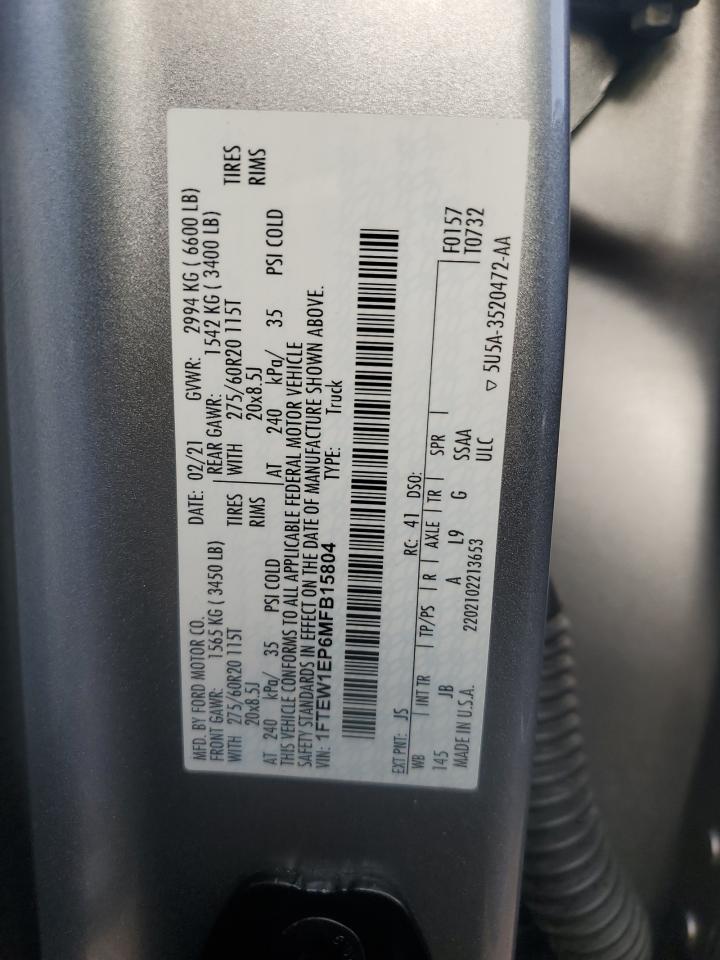 MFD. BY FORD MOTOR CO. DATE: 02/21 GVWR: 2994 KG ( 6600 LB)
FRONT GAWR: 1565 KG ( 3450 LB) REAR GAWR: 1542 KG ( 3400 LB)
WITH 275/60R20 115T TIRES WITH 275/60R20 115T TIRES
20x8.5J RIMS 20x8.5J RIMS
AT 240 kPa/ 35 PSI COLD AT 240 kPa/ 35 PSI COLD
THIS VEHICLE CONFORMS TO ALL APPLICABLE FEDERAL MOTOR VEHICLE
SAFETY STANDARDS IN EFFECT ON THE DATE OF MANUFACTURE SHOWN ABOVE.
VIN: 1FTEW1EP6MFB15804 TYPE: Truck
EXT PNT: JS RC: 41 DSO: F0157
WB INT TR TP/PS R AXLE TR SPR T0732
145 JB A L9 G SSAA
MADE IN U.S.A. 2202102213653 ULC
▽ 5U5A-3520472-AA